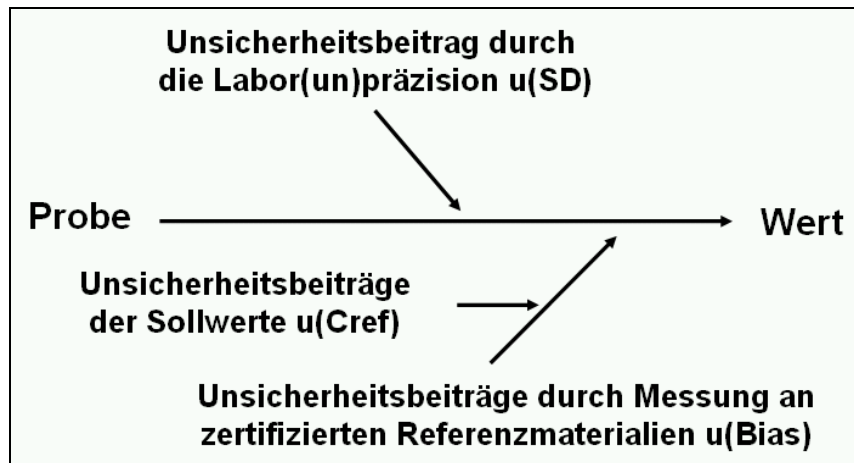 Unsicherheitsbeitrag durch
die Labor(un)präzision u(SD)
Probe
Wert
Unsicherheitsbeiträge
der Sollwerte u(Cref)
Unsicherheitsbeiträge durch Messung an
zertifizierten Referenzmaterialien u(Bias)